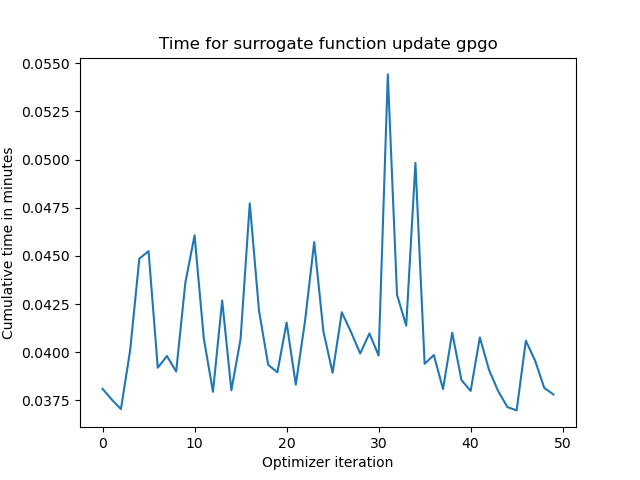 Time for surrogate function update gpgo
Cumulative time in minutes
0.0550
0.0525
0.0500
0.0475
0.0450
0.0425
0.0400
0.0375
0 10 20 30 40 50
Optimizer iteration